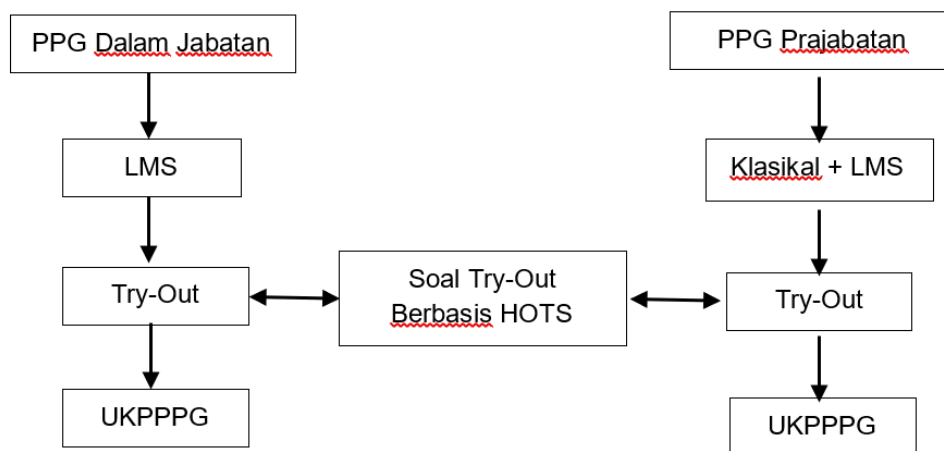 PPG Dalam Jabatan
PPG Prajabatan
LMS
Klasikal + LMS
Try-Out
Soal Try-Out
Berbasis HOTS
Try-Out
UKPPPG
UKPPPG